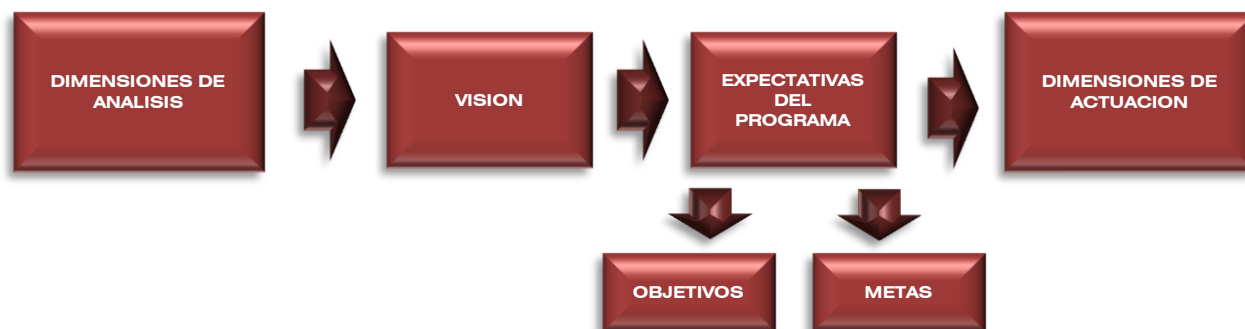 DIMENSIONES DE
ANALISIS
VISION
EXPECTATIVAS
DEL
PROGRAMA
DIMENSIONES DE
ACTUACION
OBJETIVOS
METAS